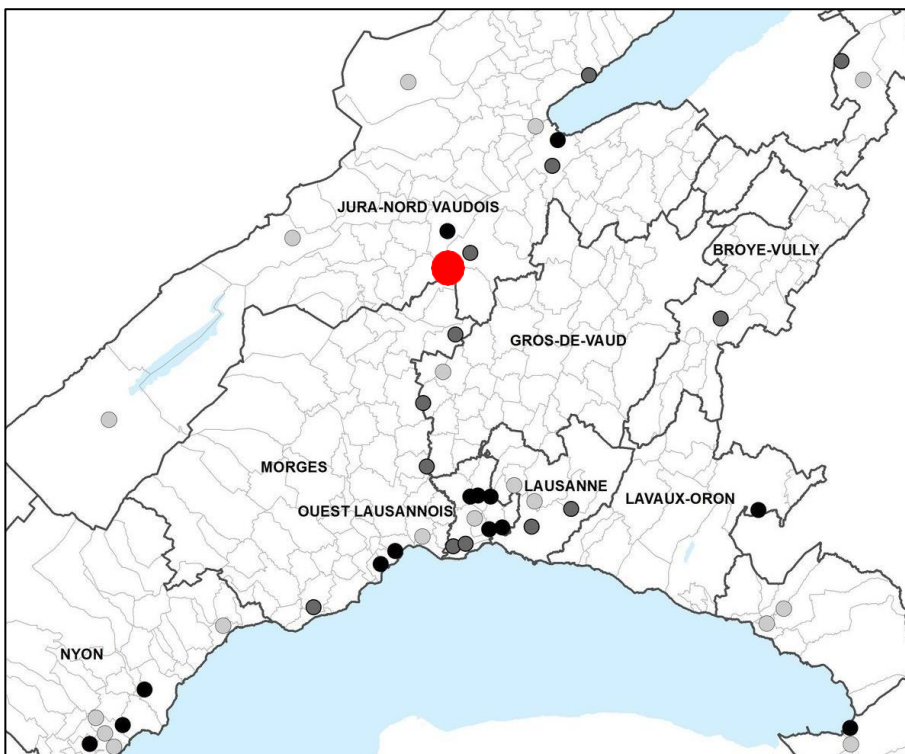 JURA-NORD VAUDOIS
BROYE-VULLY
GROS-DE-VAUD
MORGES
LAUSANNE
OUEST LAUSANNOIS
LAVAUX-ORON
NYON